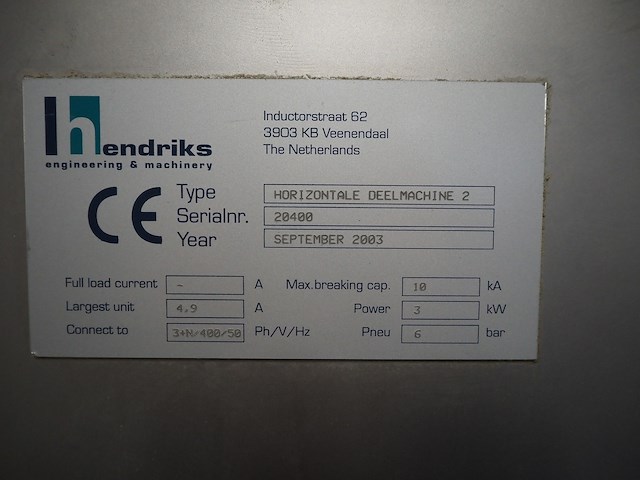 hendriks
engineering & machinery
Inductorstraat 62
3903 KB Veenendaal
The Netherlands
CE
Type HORIZONTALE DEELMACHINE 2
Serialnr. 20400
Year SEPTEMBER 2003
Full load current - A Max.breaking cap. 10 kA
Largest unit 4,9 A Power 3 kW
Connect to 3+N/400/50 Ph/V/Hz Pneu 6 bar